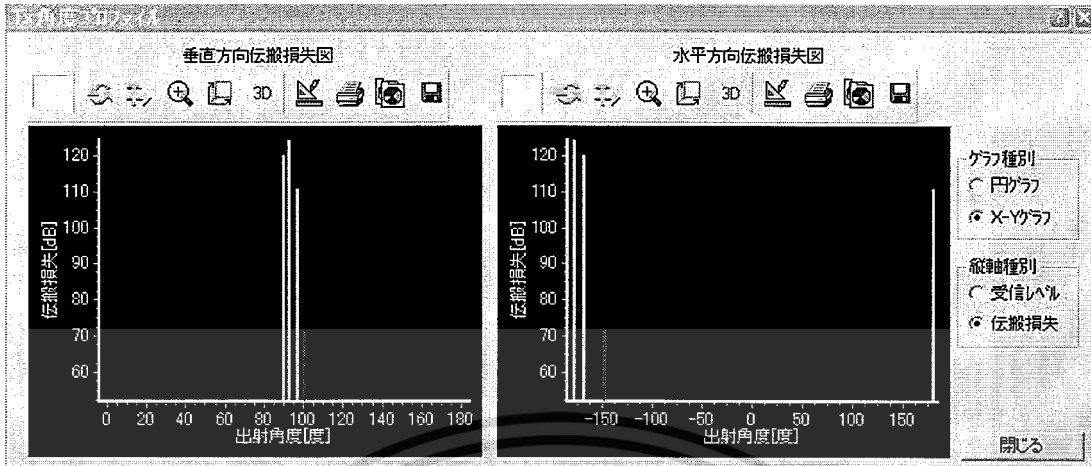 Tx角度プロファイル
垂直方向伝搬損失図
3D
伝搬損失[dB]
120
110
100
90
80
70
60
0 20 40 60 80 100 120 140 160 180
出射角度[度]
水平方向伝搬損失図
3D
伝搬損失[dB]
120
110
100
90
80
70
60
-150 -100 -50 0 50 100 150
出射角度[度]
グラフ種別
円グラフ
X-Yグラフ
縦軸種別
受信レベル
伝搬損失
閉じる